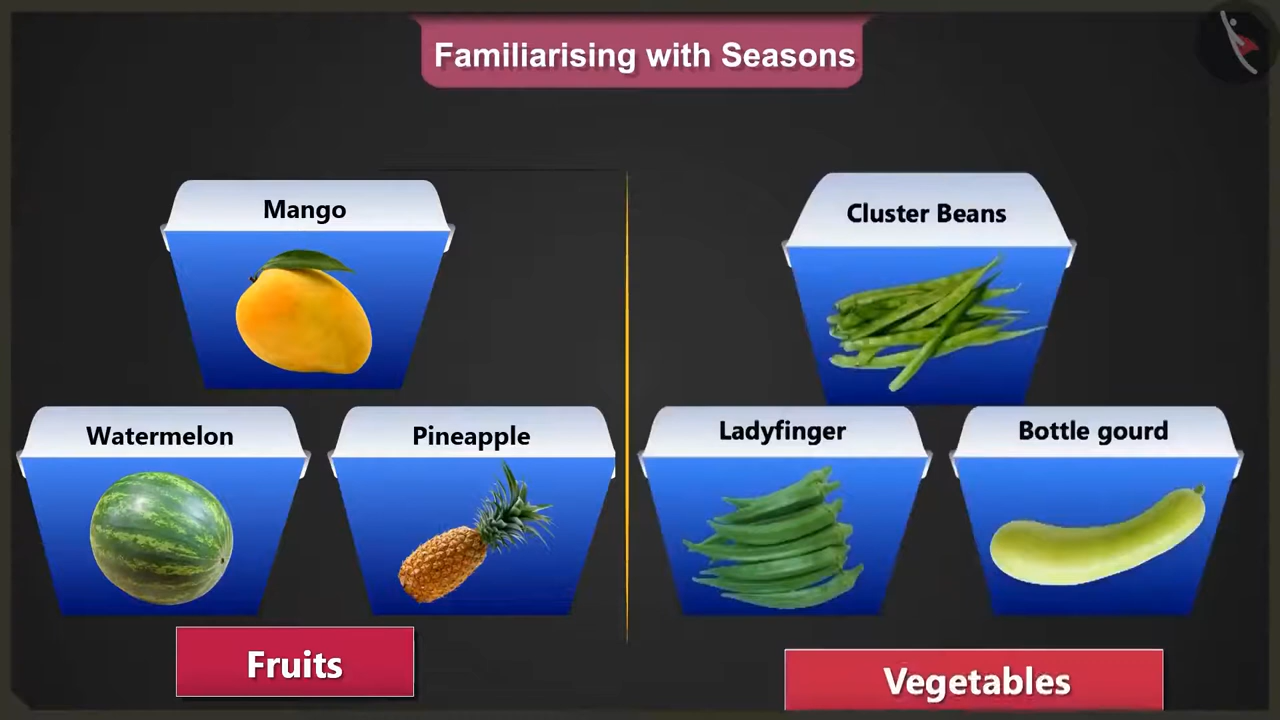 Familiarising with Seasons
Mango
Cluster Beans
Watermelon
Pineapple
Ladyfinger
Bottle gourd
Fruits
Vegetables